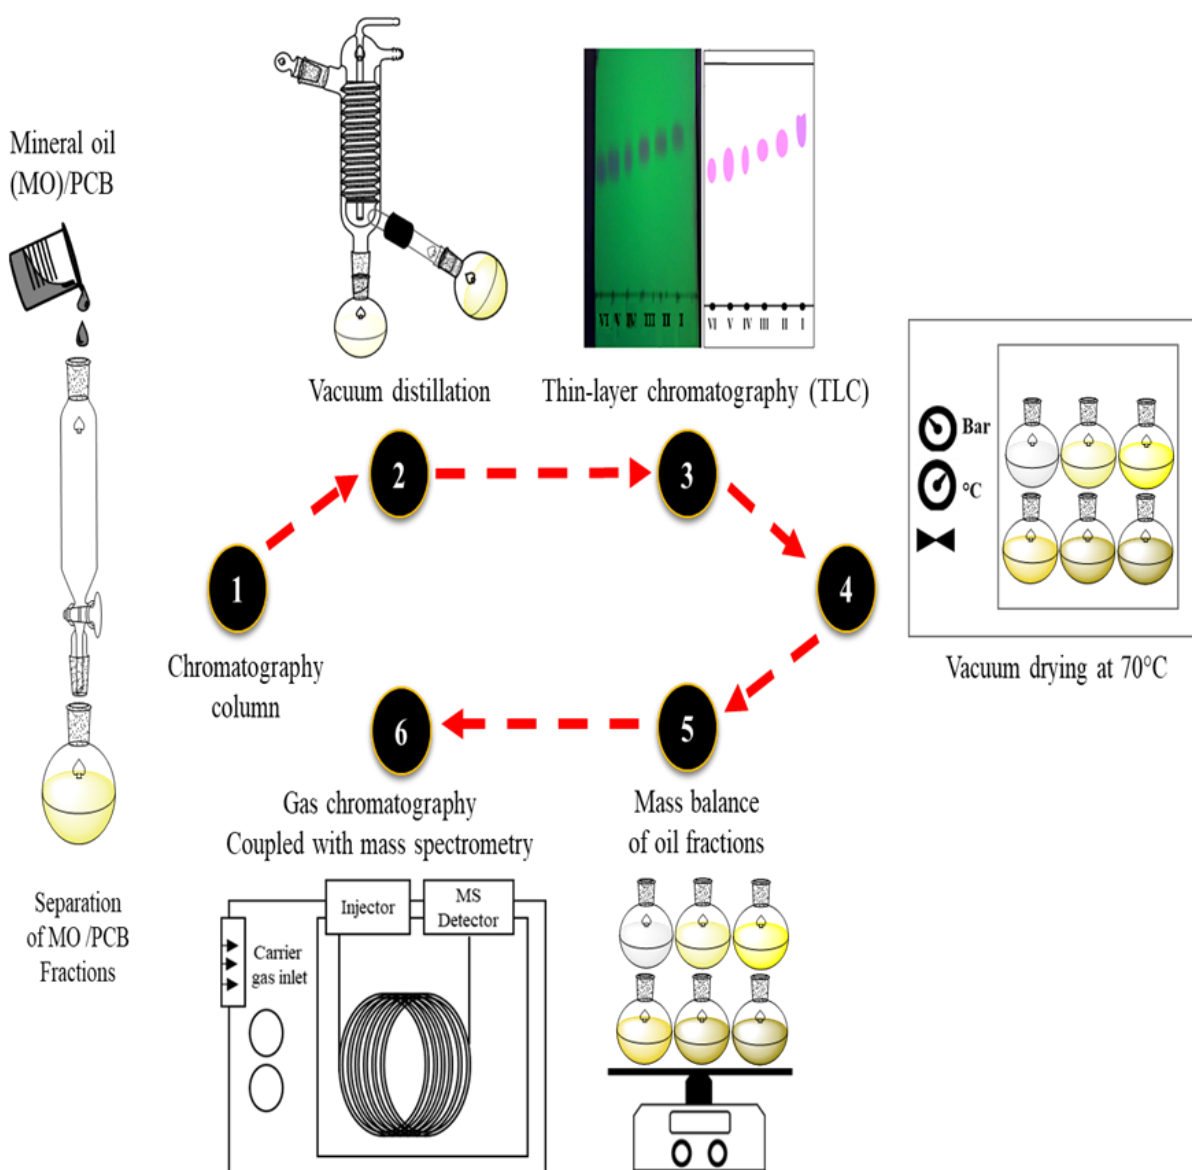 Mineral oil
(MO)/PCB
Separation
of MO /PCB
Fractions
1
Chromatography
column
Vacuum distillation
2
VI V IV III II I
VI V IV III II I
Thin-layer chromatography (TLC)
3
Bar
°C
Vacuum drying at 70°C
4
5
Mass balance
of oil fractions
6
Gas chromatography
Coupled with mass spectrometry
Injector
MS
Detector
Carrier
gas inlet